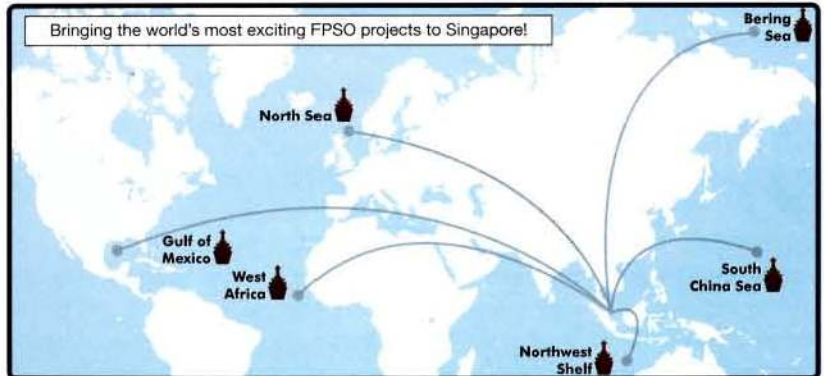 Bringing the world's most exciting FPSO projects to Singapore!
Bering
Sea
North Sea
Gulf of
Mexico
West
Africa
South
China Sea
Northwest
Shelf